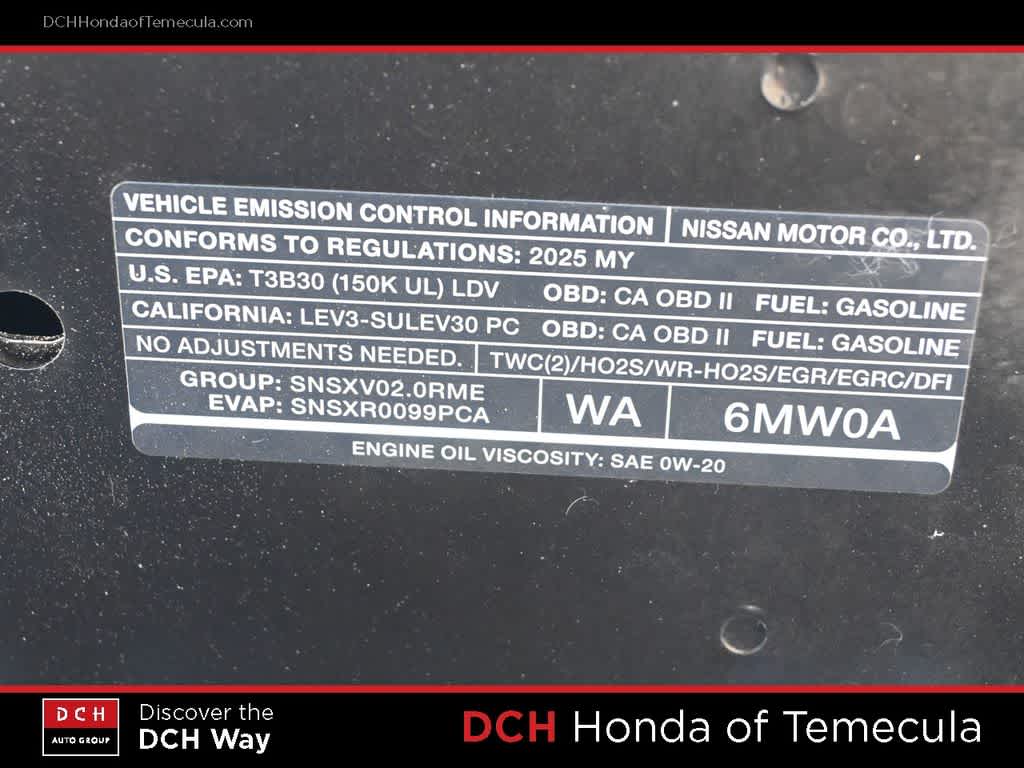 DCHHondaofTemecula.com
VEHICLE EMISSION CONTROL INFORMATION NISSAN MOTOR CO., LTD.
CONFORMS TO REGULATIONS: 2025 MY
U.S. EPA: T3B30 (150K UL) LDV OBD: CA OBD II FUEL: GASOLINE
CALIFORNIA: LEV3-SULEV30 PC OBD: CA OBD II FUEL: GASOLINE
NO ADJUSTMENTS NEEDED. TWC(2)/HO2S/WR-HO2S/EGR/EGRC/DFI
GROUP: SNSXV02.0RME
EVAP: SNSXR0099PCA
WA 6MW0A
ENGINE OIL VISCOSITY: SAE 0W-20
DCH
AUTO GROUP
Discover the
DCH Way
DCH Honda of Temecula